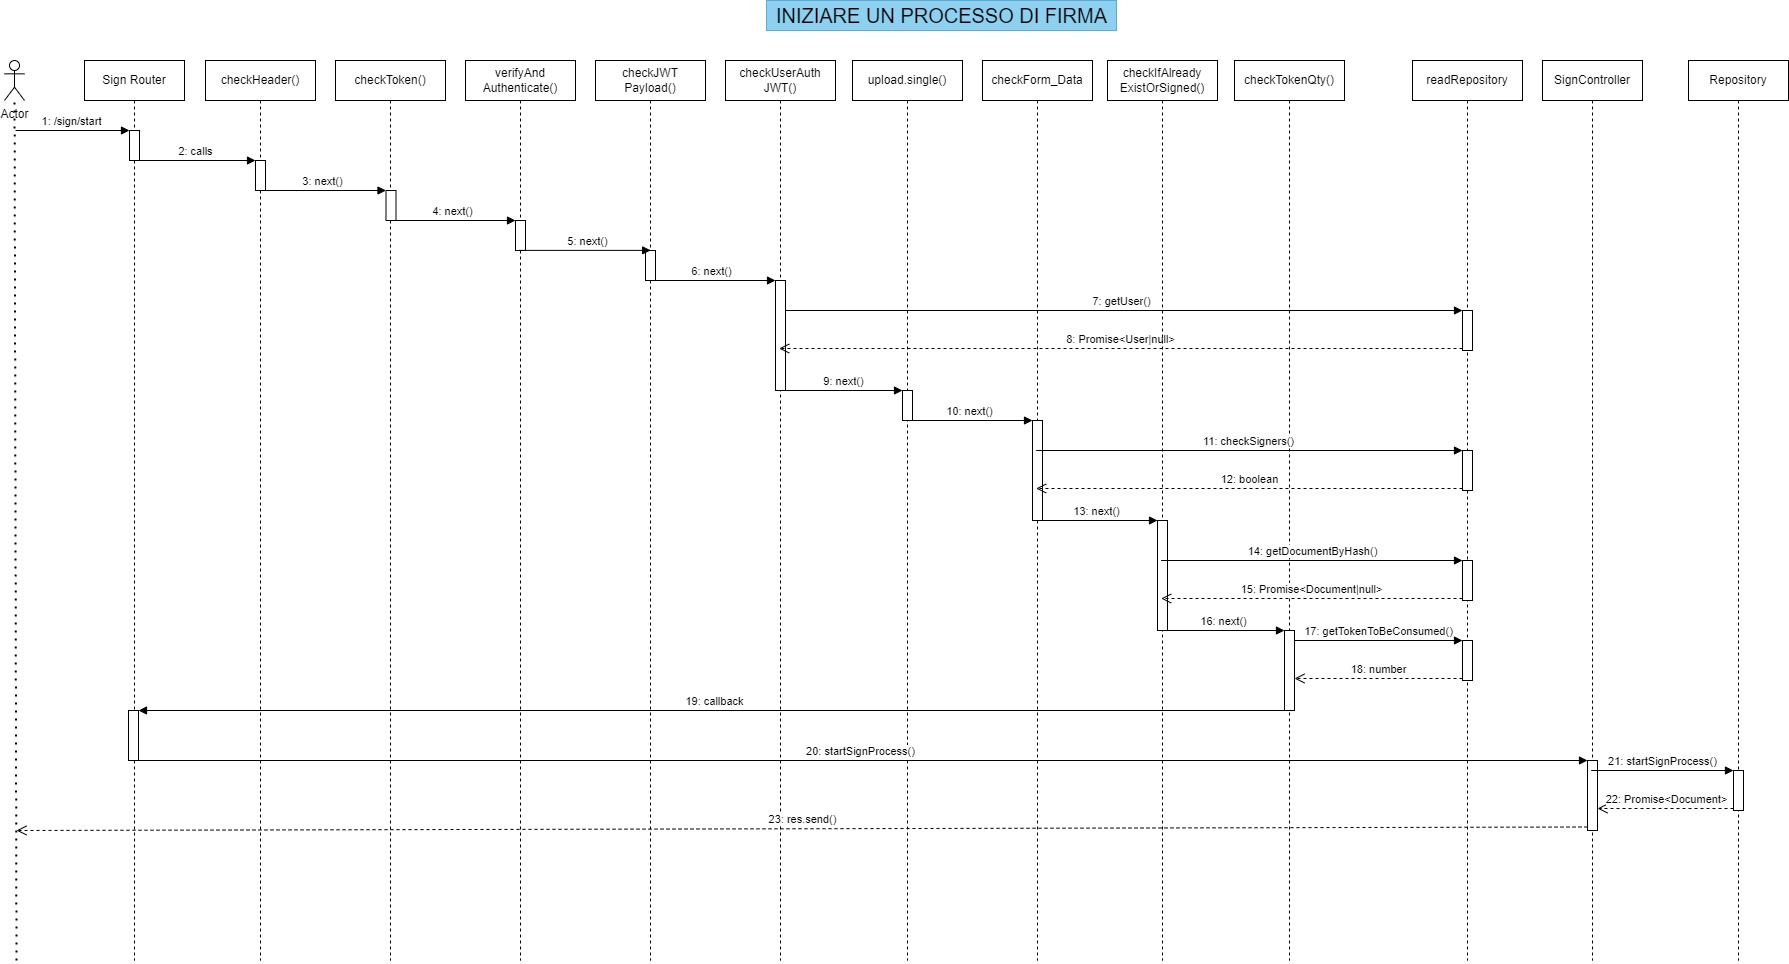 INIZIARE UN PROCESSO DI FIRMA
Actor
Sign Router
checkHeader()
checkToken()
verifyAnd
Authenticate()
checkJWT
Payload()
checkUserAuth
JWT()
upload.single()
checkForm_Data
checkIfAlready
ExistOrSigned()
checkTokenQty()
readRepository
SignController
Repository
1: /sign/start
2: calls
3: next()
4: next()
5: next()
6: next()
7: getUser()
8: Promise<User|null>
9: next()
10: next()
11: checkSigners()
12: boolean
13: next()
14: getDocumentByHash()
15: Promise<Document|null>
16: next()
17: getTokenToBeConsumed()
18: number
19: callback
20: startSignProcess()
21: startSignProcess()
22: Promise<Document>
23: res.send()